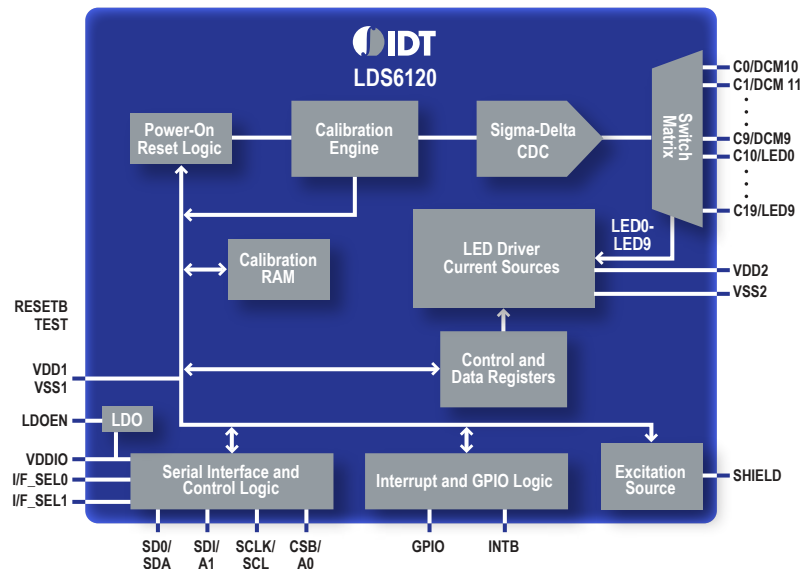 IDT
LDS6120
C0/DCM10
C1/DCM 11
C9/DCM9
C10/LED0
C19/LED9
Switch
Matrix
Power-On
Reset Logic
Calibration
Engine
Sigma-Delta
CDC
LED0-
LED9
LED Driver
Current Sources
VDD2
VSS2
Calibration
RAM
RESETB
TEST
VDD1
VSS1
Control and
Data Registers
LDOEN
LDO
VDDIO
I/F_SEL0
I/F_SEL1
Serial Interface and
Control Logic
Interrupt and GPIO Logic
Excitation
Source
SHIELD
SD0/
SDA
SDI/
A1
SCLK/
SCL
CSB/
A0
GPIO
INTB